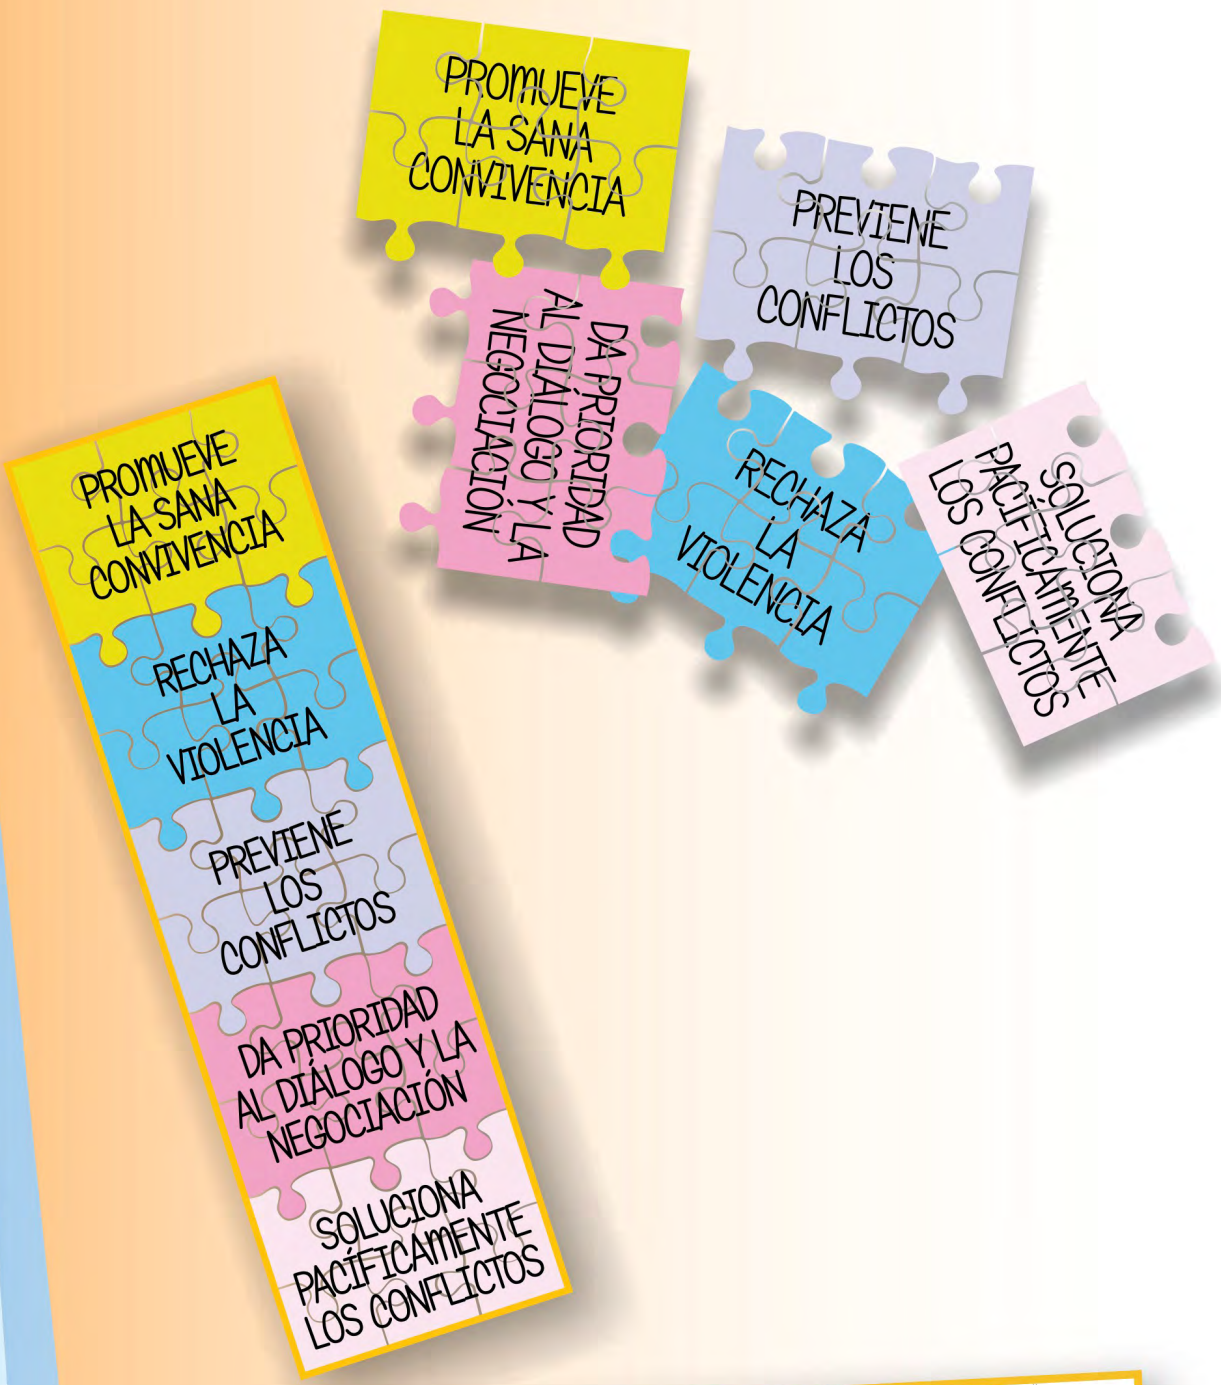 PROMUEVE
LA SANA
CONVIVENCIA
PREVIENE
LOS
CONFLICTOS
DA PRIORIDAD
AL DIÁLOGO Y LA
NEGOCIACIÓN
RECHAZA
LA
VIOLENCIA
SOLUCIONA
PACÍFICAMENTE
LOS CONFLICTOS
PROMUEVE
LA SANA
CONVIVENCIA
RECHAZA
LA
VIOLENCIA
PREVIENE
LOS
CONFLICTOS
DA PRIORIDAD
AL DIÁLOGO Y LA
NEGOCIACIÓN
SOLUCIONA
PACÍFICAMENTE
LOS CONFLICTOS